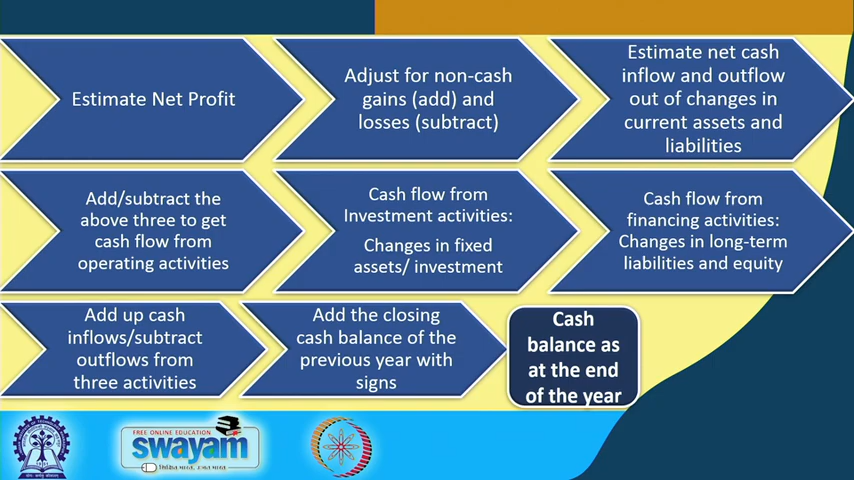 Estimate Net Profit
Adjust for non-cash
gains (add) and
losses (subtract)
Estimate net cash
inflow and outflow
out of changes in
current assets and
liabilities
Add/subtract the
above three to get
cash flow from
operating activities
Cash flow from
Investment activities:
Changes in fixed
assets/ investment
Cash flow from
financing activities:
Changes in long-term
liabilities and equity
Add up cash
inflows/subtract
outflows from
three activities
Add the closing
cash balance of the
previous year with
signs
Cash
balance as
at the end
of the year
FREE ONLINE EDUCATION
swayam